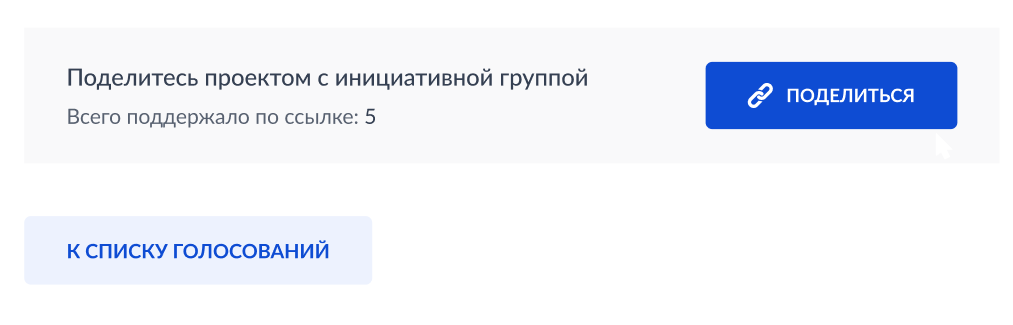 Поделитесь проектом с инициативной группой
Всего поддержало по ссылке: 5
ПОДЕЛИТЬСЯ
К СПИСКУ ГОЛОСОВАНИЙ